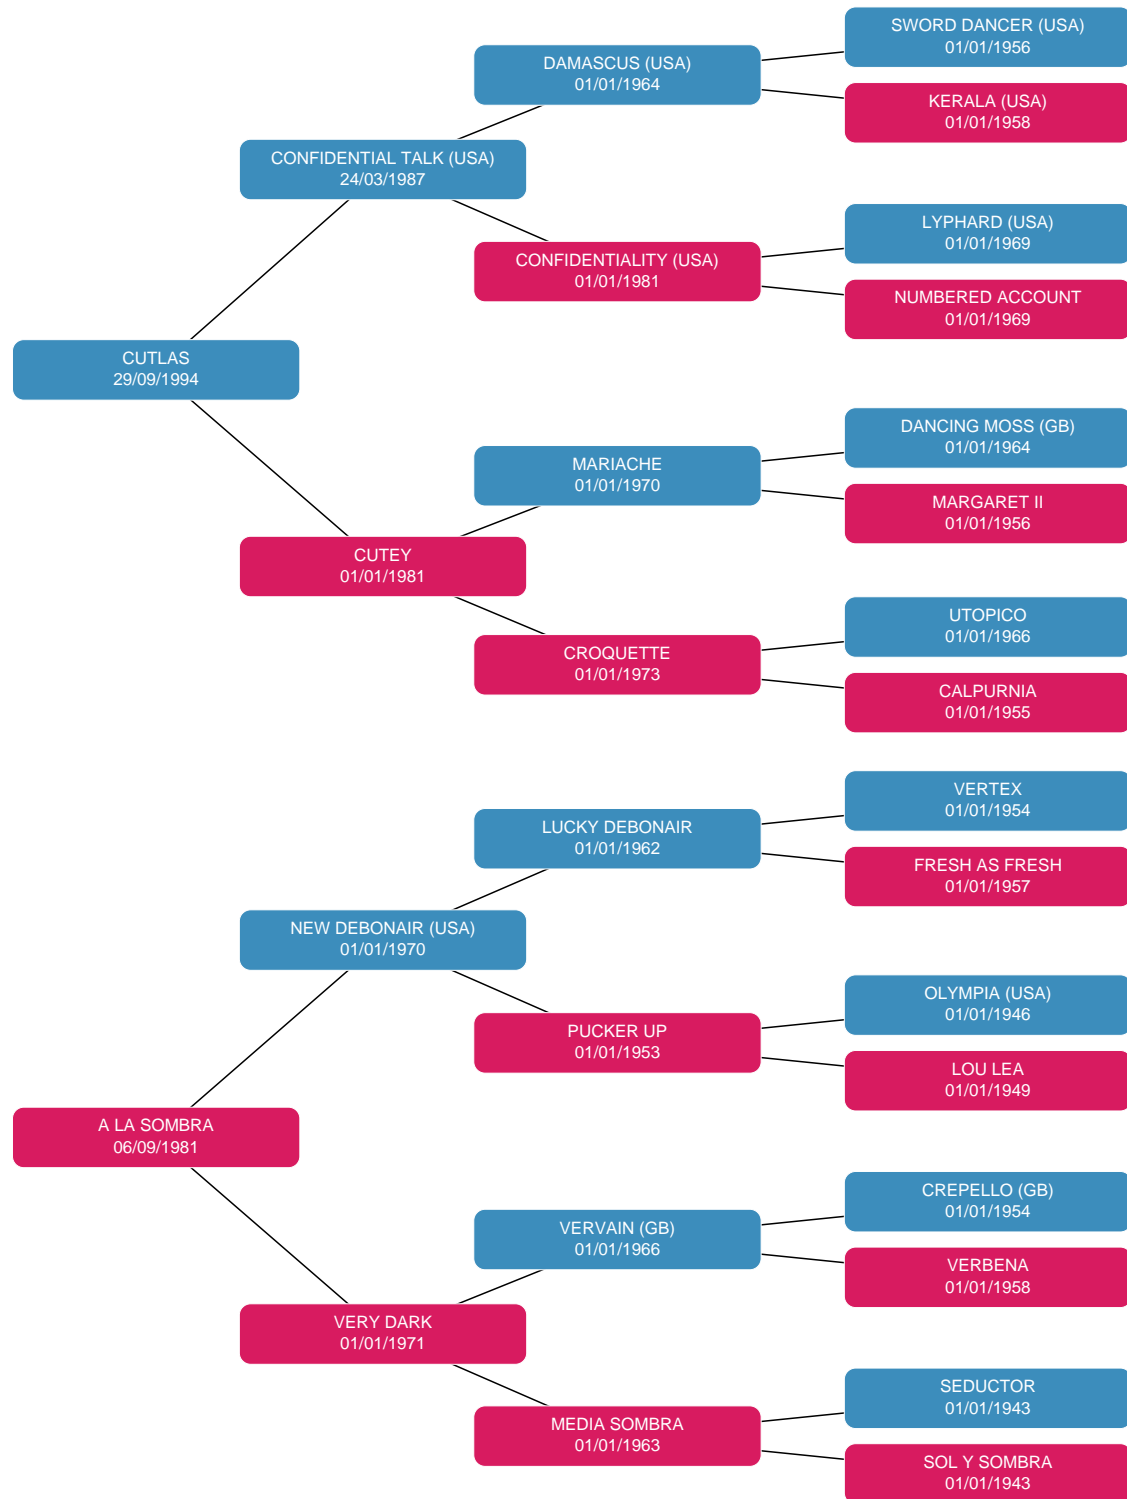 SWORD DANCER (USA)
01/01/1956
DAMASCUS (USA)
01/01/1964
KERALA (USA)
01/01/1958
CONFIDENTIAL TALK (USA)
24/03/1987
LYPHARD (USA)
01/01/1969
CONFIDENTIALITY (USA)
01/01/1981
NUMBERED ACCOUNT
01/01/1969
CUTLAS
29/09/1994
DANCING MOSS (GB)
01/01/1964
MARIACHE
01/01/1970
MARGARET II
01/01/1956
CUTEY
01/01/1981
UTOPICO
01/01/1966
CROQUETTE
01/01/1973
CALPURNIA
01/01/1955
VERTEX
01/01/1954
LUCKY DEBONAIR
01/01/1962
FRESH AS FRESH
01/01/1957
NEW DEBONAIR (USA)
01/01/1970
OLYMPIA (USA)
01/01/1946
PUCKER UP
01/01/1953
LOU LEA
01/01/1949
A LA SOMBRA
06/09/1981
CREPELLO (GB)
01/01/1954
VERVAIN (GB)
01/01/1966
VERBENA
01/01/1958
VERY DARK
01/01/1971
SEDUCTOR
01/01/1943
MEDIA SOMBRA
01/01/1963
SOL Y SOMBRA
01/01/1943